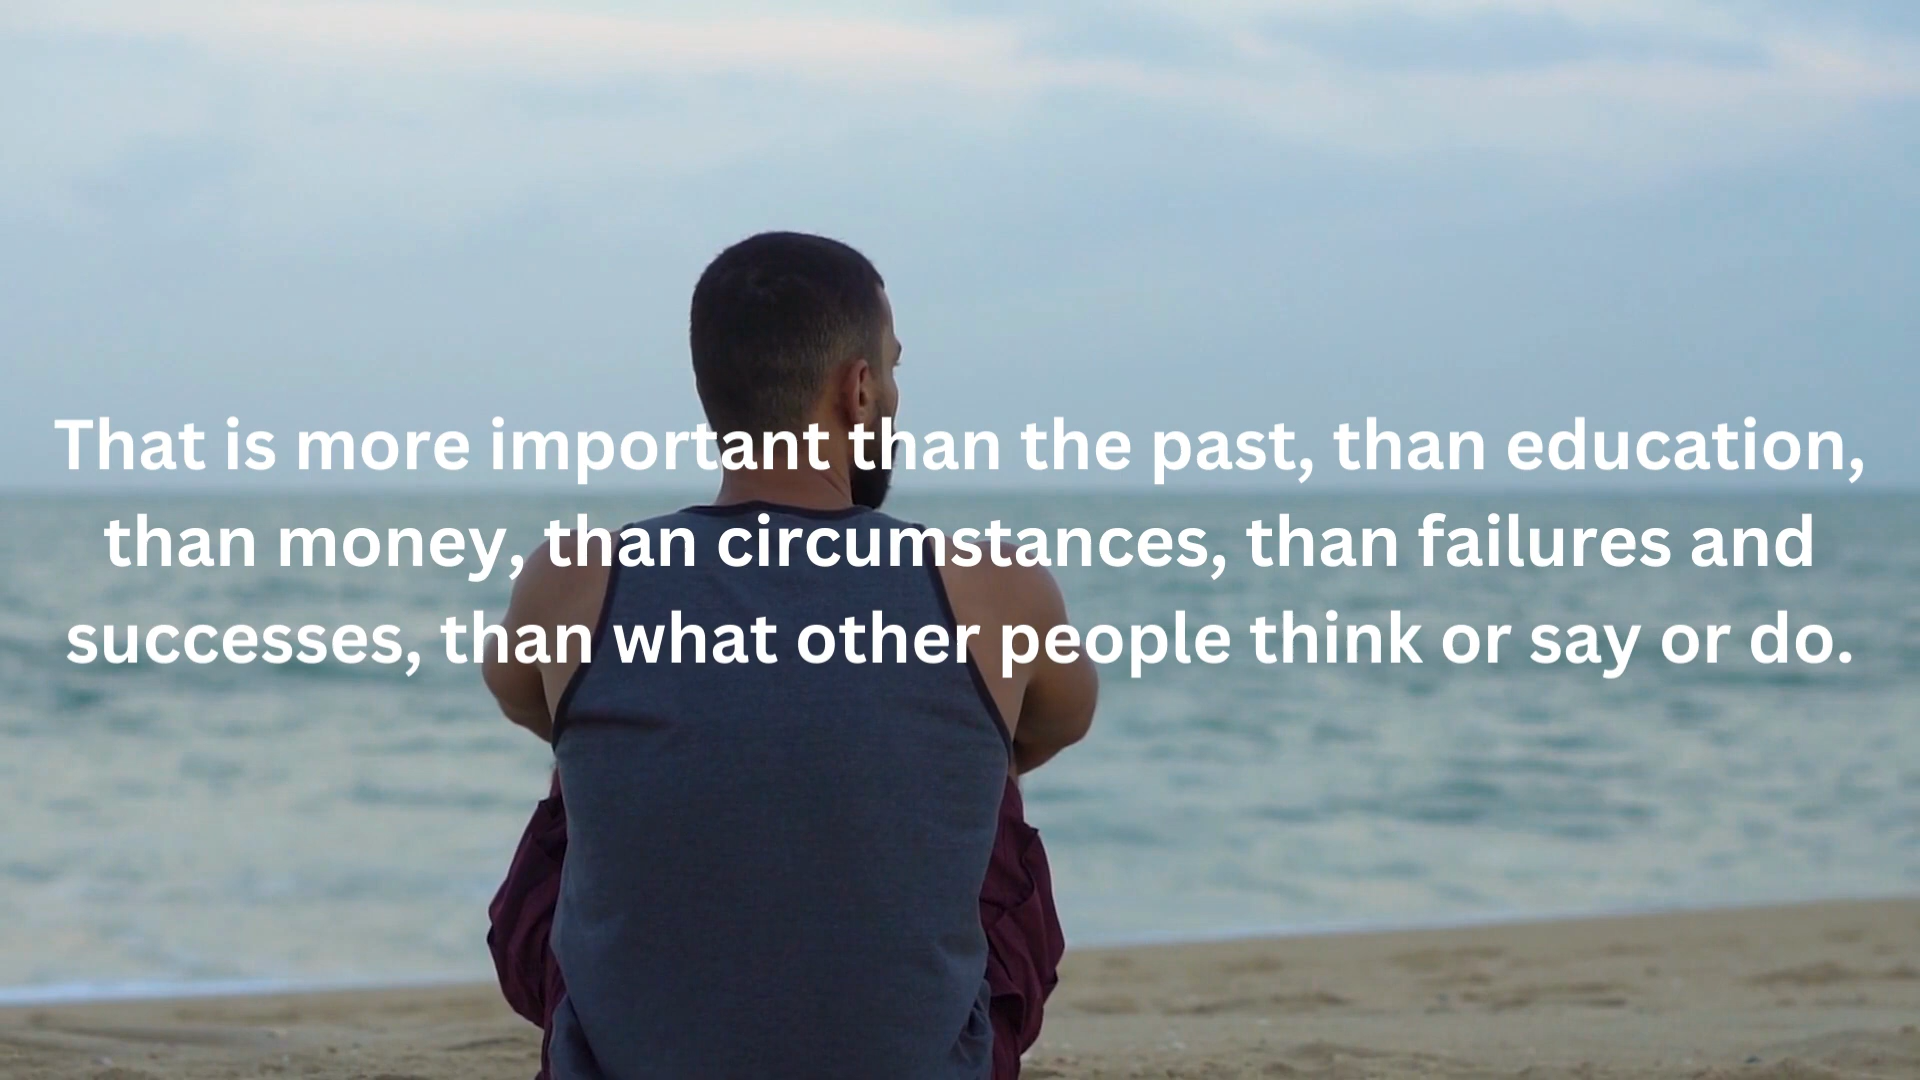 That is more important than the past, than education,
than money, than circumstances, than failures and
successes, than what other people think or say or do.